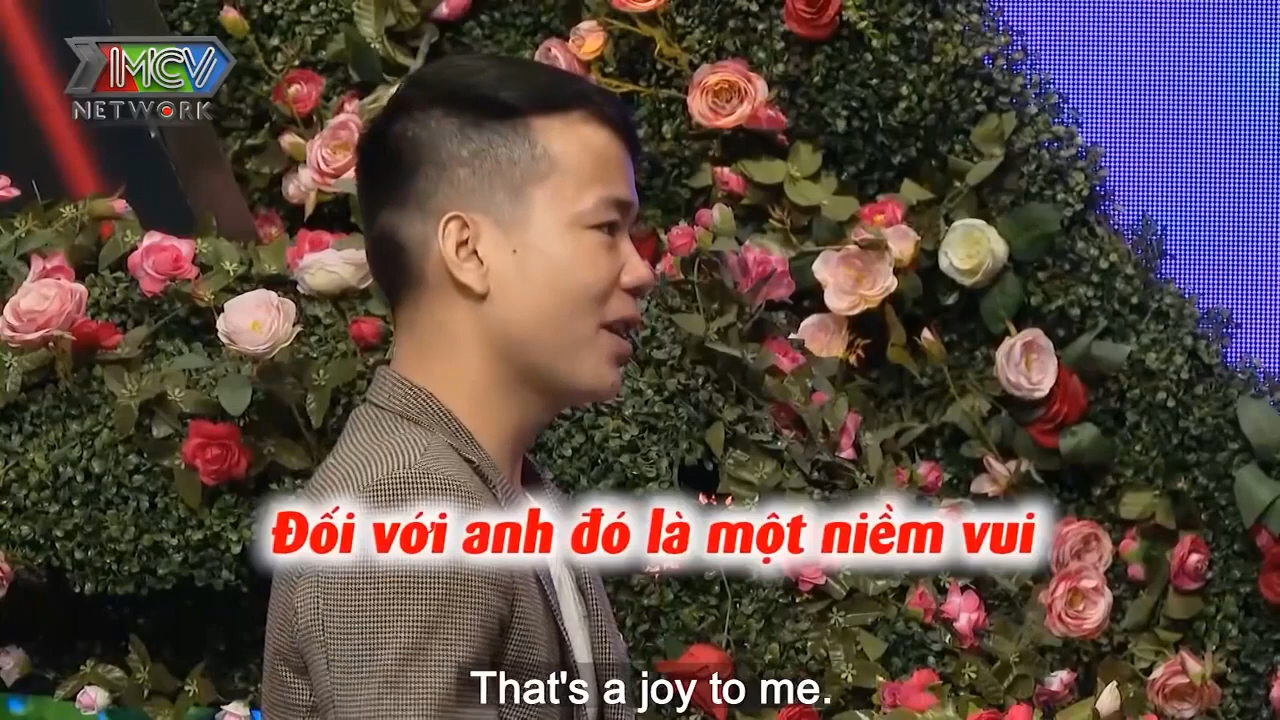 MCV
NETWORK
Đối với anh đó là một niềm vui
That's a joy to me.